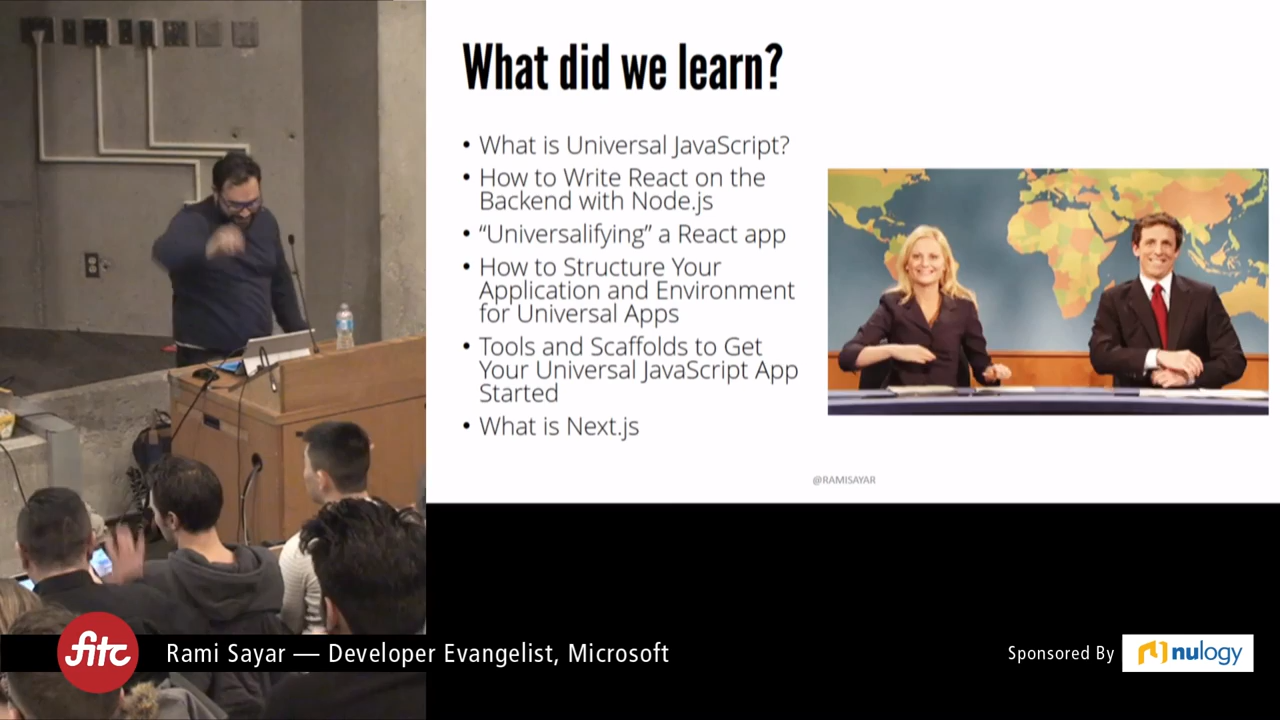 What did we learn?
• What is Universal JavaScript?
• How to Write React on the
Backend with Node.js
• “Universalifying” a React app
• How to Structure Your
Application and Environment
for Universal Apps
• Tools and Scaffolds to Get
Your Universal JavaScript App
Started
• What is Next.js
@RAMISAYAR
fitc
Rami Sayar — Developer Evangelist, Microsoft
Sponsored By
nulogy